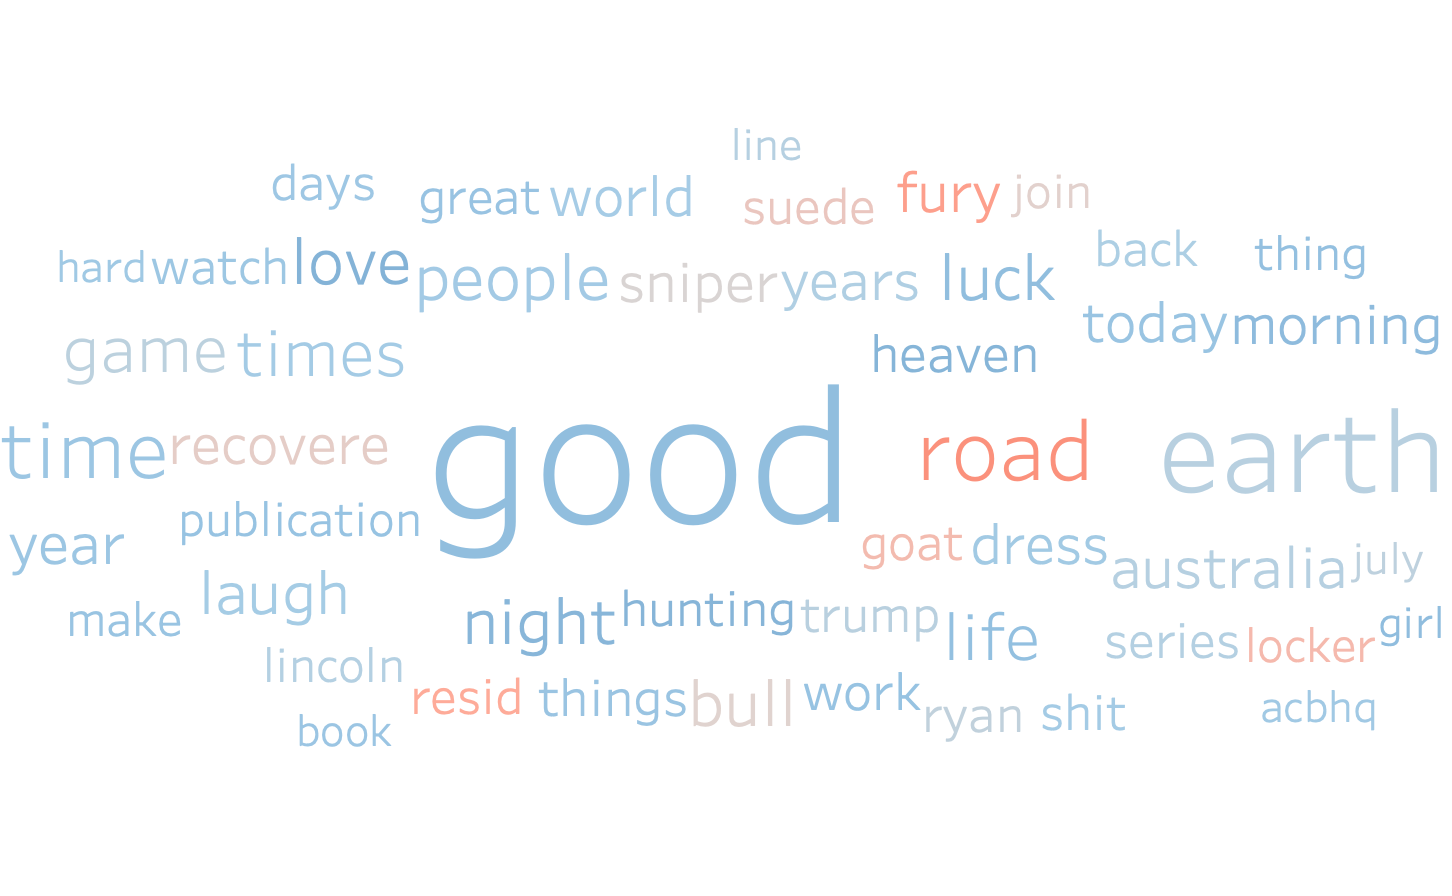 line
days great world suede fury join
hard watch love people sniper years luck back thing
game times heaven today morning
time recovere good road earth
year publication goat dress australia july
make laugh night hunting trump life series locker girl
lincoln resid things bull work ryan shit acbhq
book